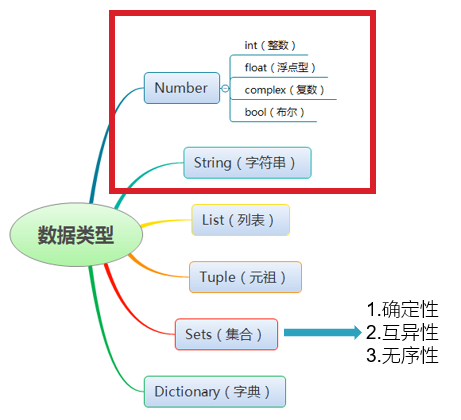 int（整数）
float（浮点型）
Number
complex（复数）
bool（布尔）
String（字符串）
List（列表）
数据类型
Tuple（元祖）
Sets（集合）
1.确定性
2.互异性
3.无序性
Dictionary（字典）